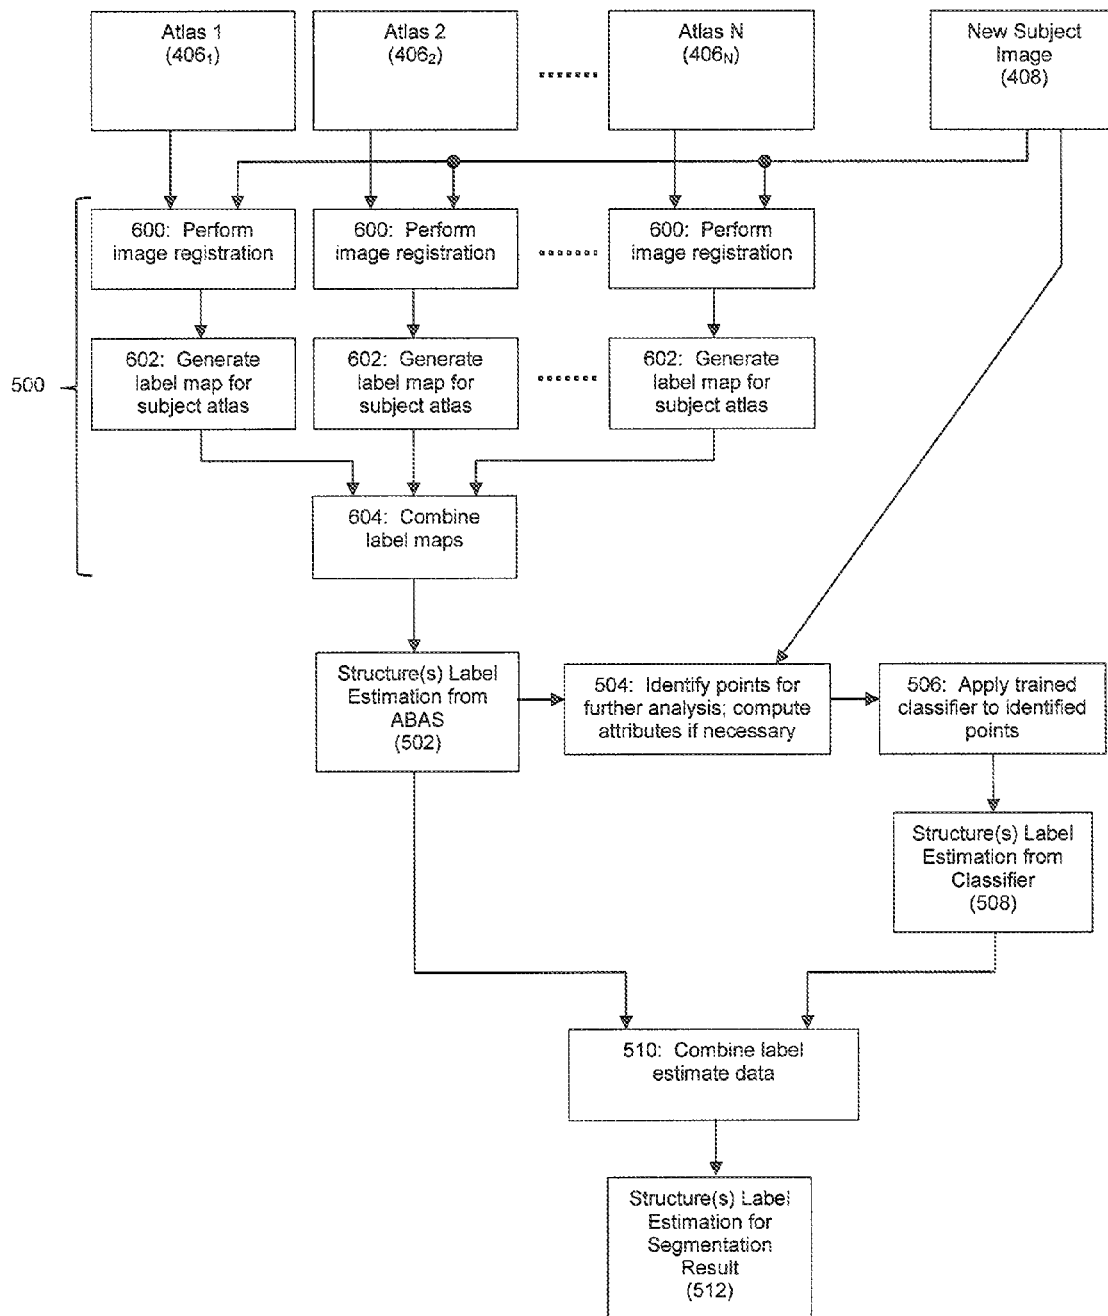 Atlas 1
(406₁)
Atlas 2
(406₂)
Atlas N
(406N)
New Subject
Image
(408)
600: Perform
image registration
600: Perform
image registration
600: Perform
image registration
500
602: Generate
label map for
subject atlas
602: Generate
label map for
subject atlas
602: Generate
label map for
subject atlas
604: Combine
label maps
Structure(s) Label
Estimation from
ABAS
(502)
504: Identify points for
further analysis; compute
attributes if necessary
506: Apply trained
classifier to identified
points
Structure(s) Label
Estimation from
Classifier
(508)
510: Combine label
estimate data
Structure(s) Label
Estimation for
Segmentation
Result
(512)